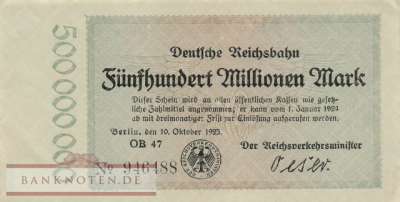 500000000
Deutsche Reichsbahn
Fünfhundert Millionen Mark
Dieser Schein wird an allen öffentlichen Kassen wie gesetz-
liche Zahlmittel angenommen; er kann vom 1. Januar 1924
ab mit dreimonatiger Frist zur Einlösung aufgerufen werden.
Berlin, den 10. Oktober 1923.
OB 47
Der Reichsverkehrsminister
No 946488
Oeser
BANKNOTEN.DE